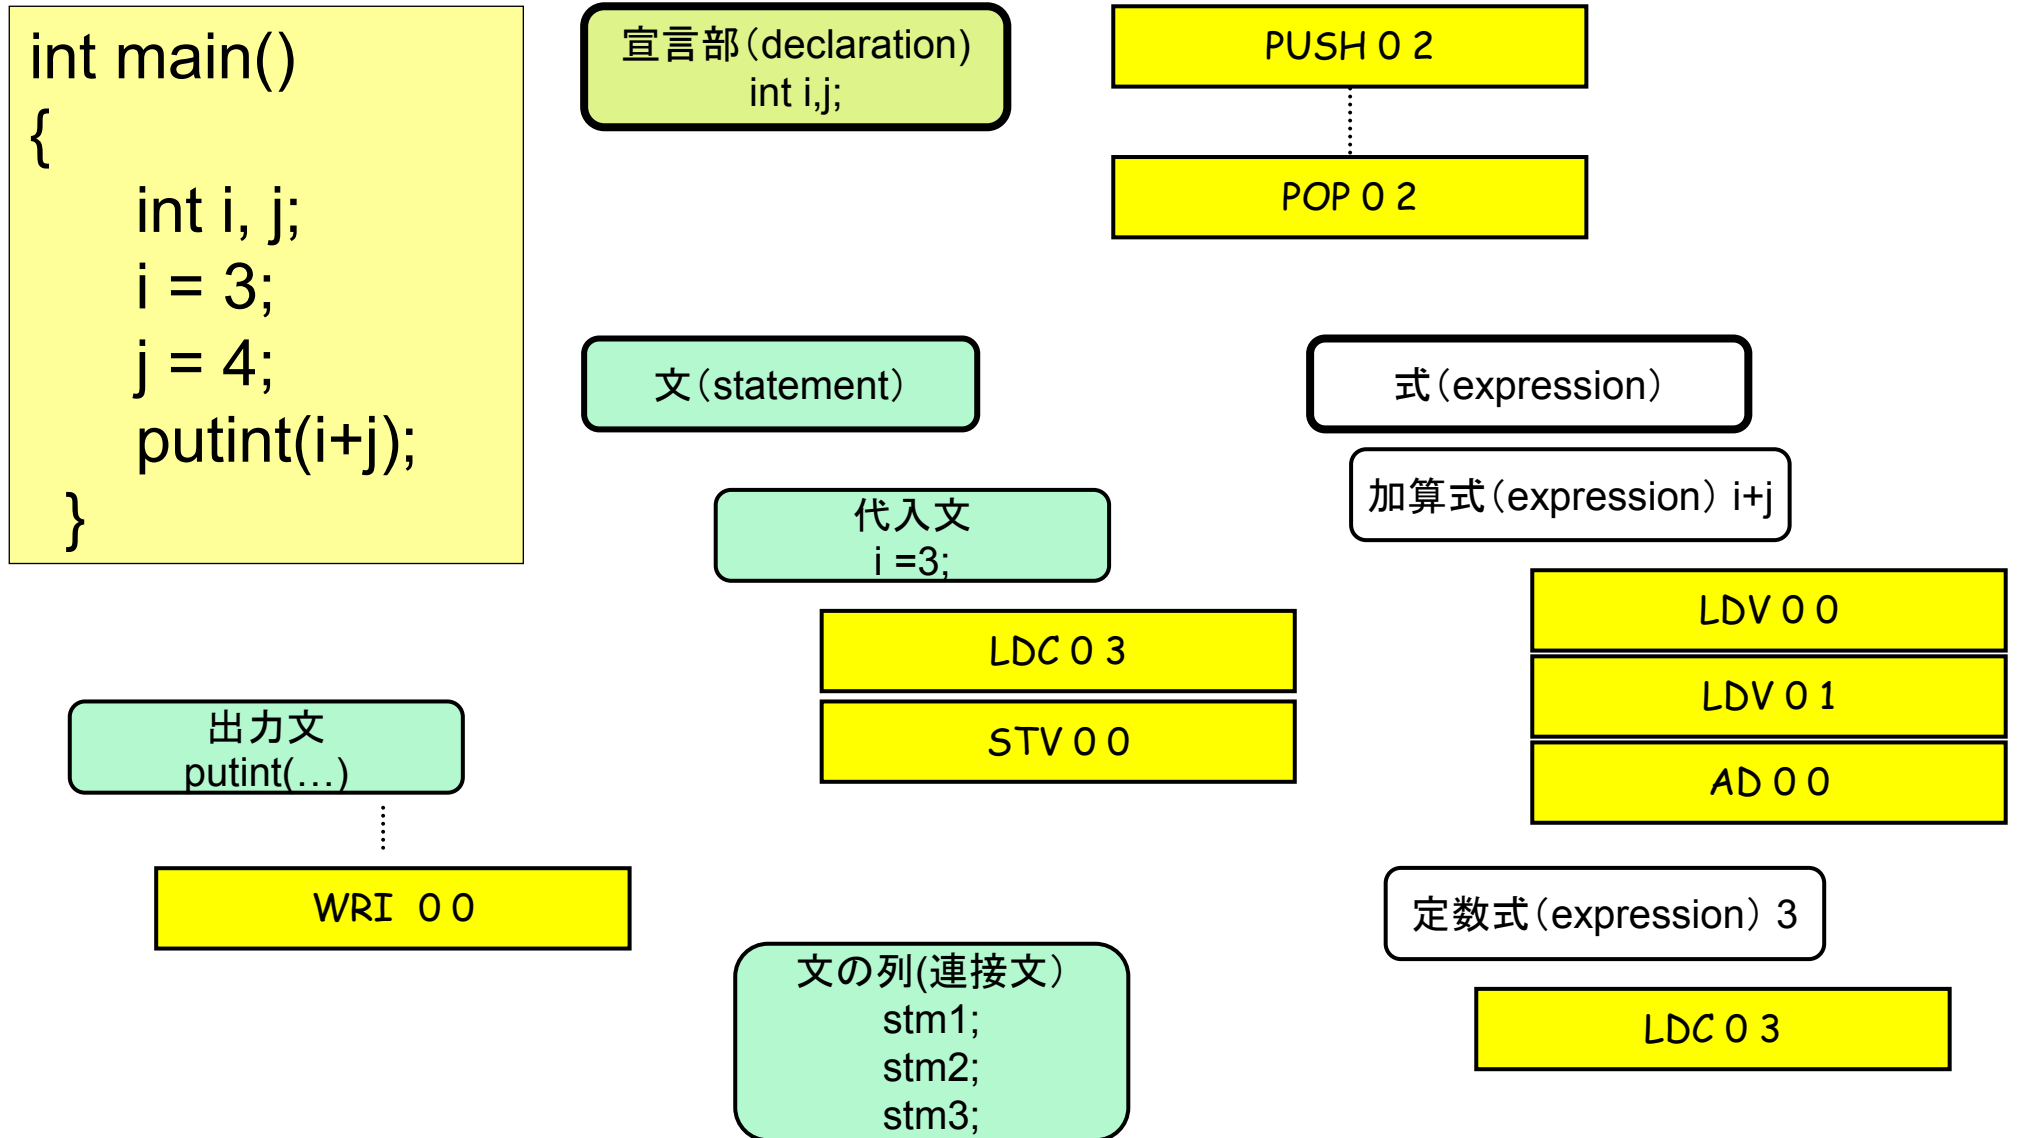 int main()
{
int i, j;
i = 3;
j = 4;
putint(i+j);
}
宣言部（declaration)
int i,j;
PUSH 0 2
POP 0 2
文（statement）
式（expression）
加算式（expression） i+j
代入文
i =3;
LDC 0 3
STV 0 0
LDV 0 0
LDV 0 1
AD 0 0
出力文
putint(…)
WRI 0 0
定数式（expression） 3
LDC 0 3
文の列(連接文）
stm1;
stm2;
stm3;